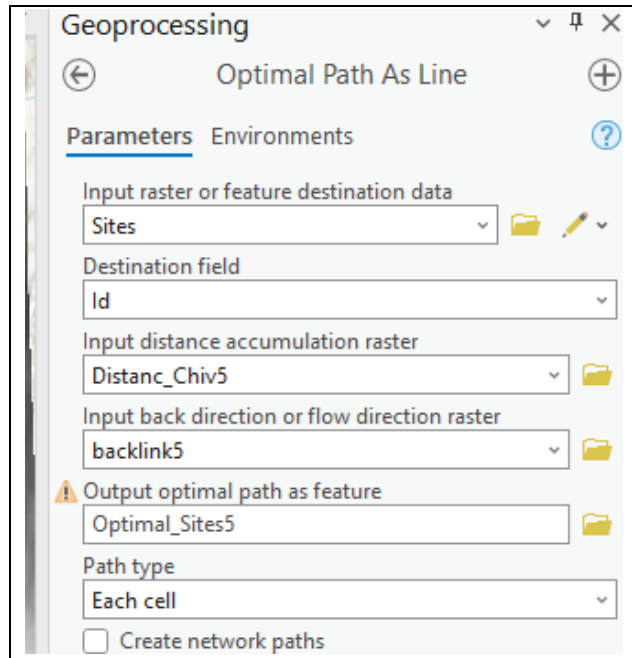 Geoprocessing
Optimal Path As Line
Parameters Environments
Input raster or feature destination data
Sites
Destination field
Id
Input distance accumulation raster
Distanc_Chiv5
Input back direction or flow direction raster
backlink5
Output optimal path as feature
Optimal_Sites5
Path type
Each cell
Create network paths